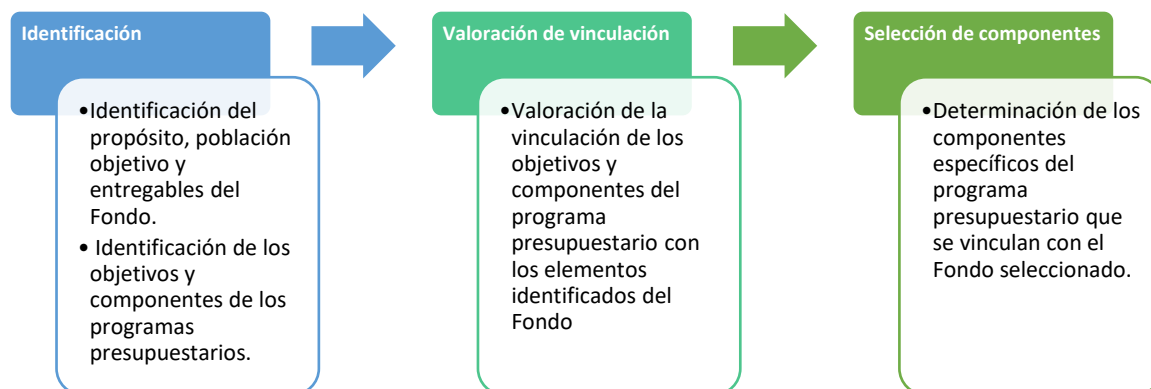 Identificación
•Identificación del
propósito, población
objetivo y
entregables del
Fondo.
• Identificación de los
objetivos y
componentes de los
programas
presupuestarios.
Valoración de vinculación
•Valoración de la
vinculación de los
objetivos y
componentes del
programa
presupuestario con
los elementos
identificados del
Fondo
Selección de componentes
•Determinación de los
componentes
específicos del
programa
presupuestario que
se vinculan con el
Fondo seleccionado.